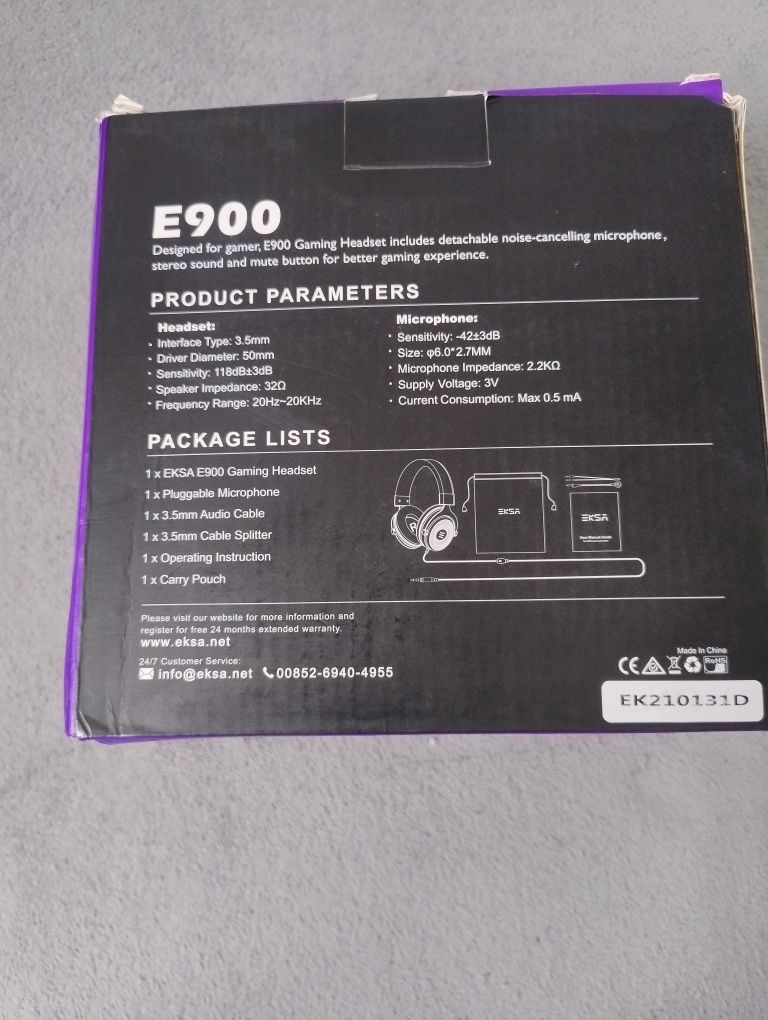 E900
Designed for gamer, E900 Gaming Headset includes detachable noise-cancelling microphone,
stereo sound and mute button for better gaming experience.
PRODUCT PARAMETERS
Headset:
· Interface Type: 3.5mm
· Driver Diameter: 50mm
· Sensitivity: 118dB±3dB
· Speaker Impedance: 32Ω
· Frequency Range: 20Hz~20KHz
Microphone:
· Sensitivity: -42±3dB
· Size: φ6.0*2.7MM
· Microphone Impedance: 2.2KΩ
· Supply Voltage: 3V
· Current Consumption: Max 0.5 mA
PACKAGE LISTS
1 x EKSA E900 Gaming Headset
1 x Pluggable Microphone
1 x 3.5mm Audio Cable
1 x 3.5mm Cable Splitter
1 x Operating Instruction
1 x Carry Pouch
R
EKSA
EKSA
User Manual Guide
Please visit our website for more information and
register for free 24 months extended warranty.
www.eksa.net
24/7 Customer Service:
info@eksa.net 00852-6940-4955
Made In China
CE RoHS
EK210131D